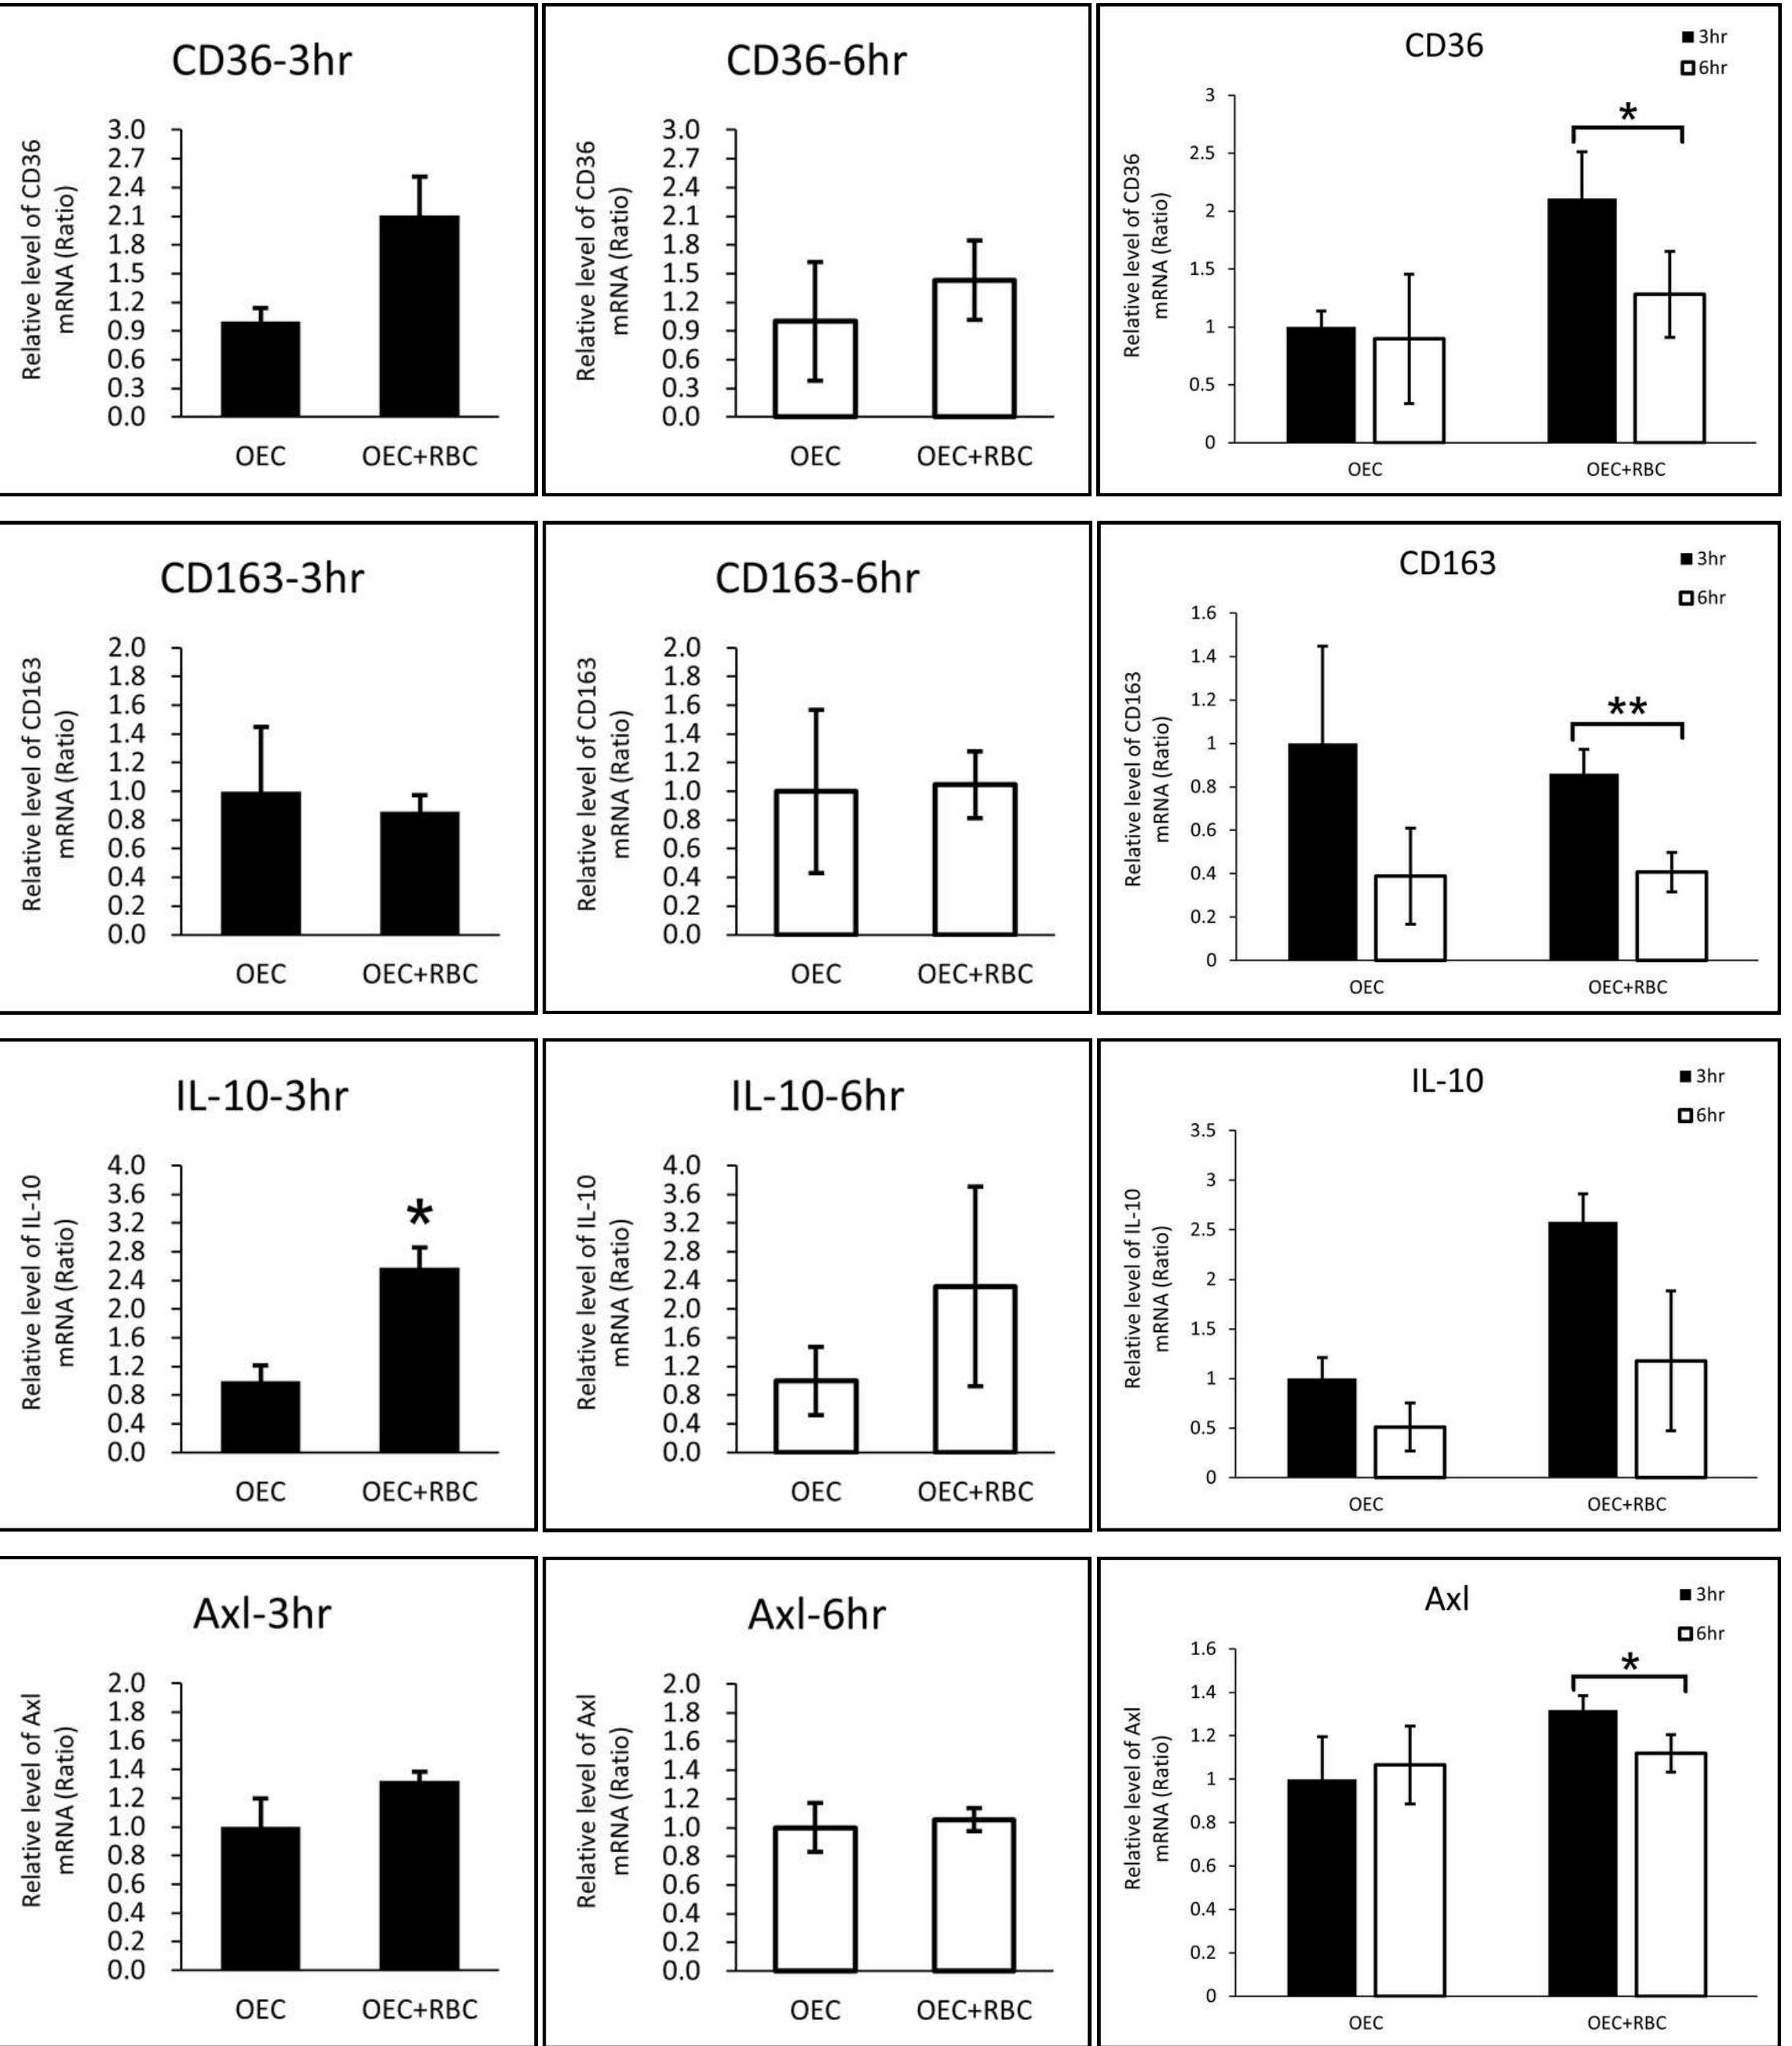 CD36-3hr
Relative level of CD36
mRNA (Ratio)
3.0
2.7
2.4
2.1
1.8
1.5
1.2
0.9
0.6
0.3
0.0
OEC
OEC+RBC
CD36-6hr
Relative level of CD36
mRNA (Ratio)
3.0
2.7
2.4
2.1
1.8
1.5
1.2
0.9
0.6
0.3
0.0
OEC
OEC+RBC
CD36
3hr
6hr
Relative level of CD36
mRNA (Ratio)
3
2.5
2
1.5
1
0.5
0
*
OEC
OEC+RBC
CD163-3hr
Relative level of CD163
mRNA (Ratio)
2.0
1.8
1.6
1.4
1.2
1.0
0.8
0.6
0.4
0.2
0.0
OEC
OEC+RBC
CD163-6hr
Relative level of CD163
mRNA (Ratio)
2.0
1.8
1.6
1.4
1.2
1.0
0.8
0.6
0.4
0.2
0.0
OEC
OEC+RBC
CD163
3hr
6hr
Relative level of CD163
mRNA (Ratio)
1.6
1.4
1.2
1
0.8
0.6
0.4
0.2
0
**
OEC
OEC+RBC
IL-10-3hr
Relative level of IL-10
mRNA (Ratio)
4.0
3.6
3.2
2.8
2.4
2.0
1.6
1.2
0.8
0.4
0.0
*
OEC
OEC+RBC
IL-10-6hr
Relative level of IL-10
mRNA (Ratio)
4.0
3.6
3.2
2.8
2.4
2.0
1.6
1.2
0.8
0.4
0.0
OEC
OEC+RBC
IL-10
3hr
6hr
Relative level of IL-10
mRNA (Ratio)
3.5
3
2.5
2
1.5
1
0.5
0
OEC
OEC+RBC
Axl-3hr
Relative level of Axl
mRNA (Ratio)
2.0
1.8
1.6
1.4
1.2
1.0
0.8
0.6
0.4
0.2
0.0
OEC
OEC+RBC
Axl-6hr
Relative level of Axl
mRNA (Ratio)
2.0
1.8
1.6
1.4
1.2
1.0
0.8
0.6
0.4
0.2
0.0
OEC
OEC+RBC
Axl
3hr
6hr
Relative level of Axl
mRNA (Ratio)
1.6
1.4
1.2
1
0.8
0.6
0.4
0.2
0
*
OEC
OEC+RBC